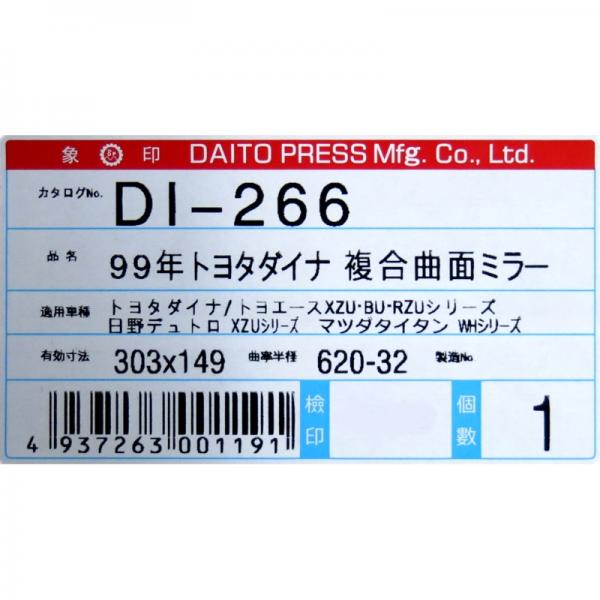 象 印 DAITO PRESS Mfg. Co., Ltd.
カタログNo. DI-266
品名 99年トヨタダイナ 複合曲面ミラー
適用車種 トヨタダイナ/トヨエースXZU・BU・RZUシリーズ
日野デュトロ XZUシリーズ マツダタイタン WHシリーズ
有効寸法 303x149 曲率半径 620-32 製造No
4 937263 001191
檢印
個數 1